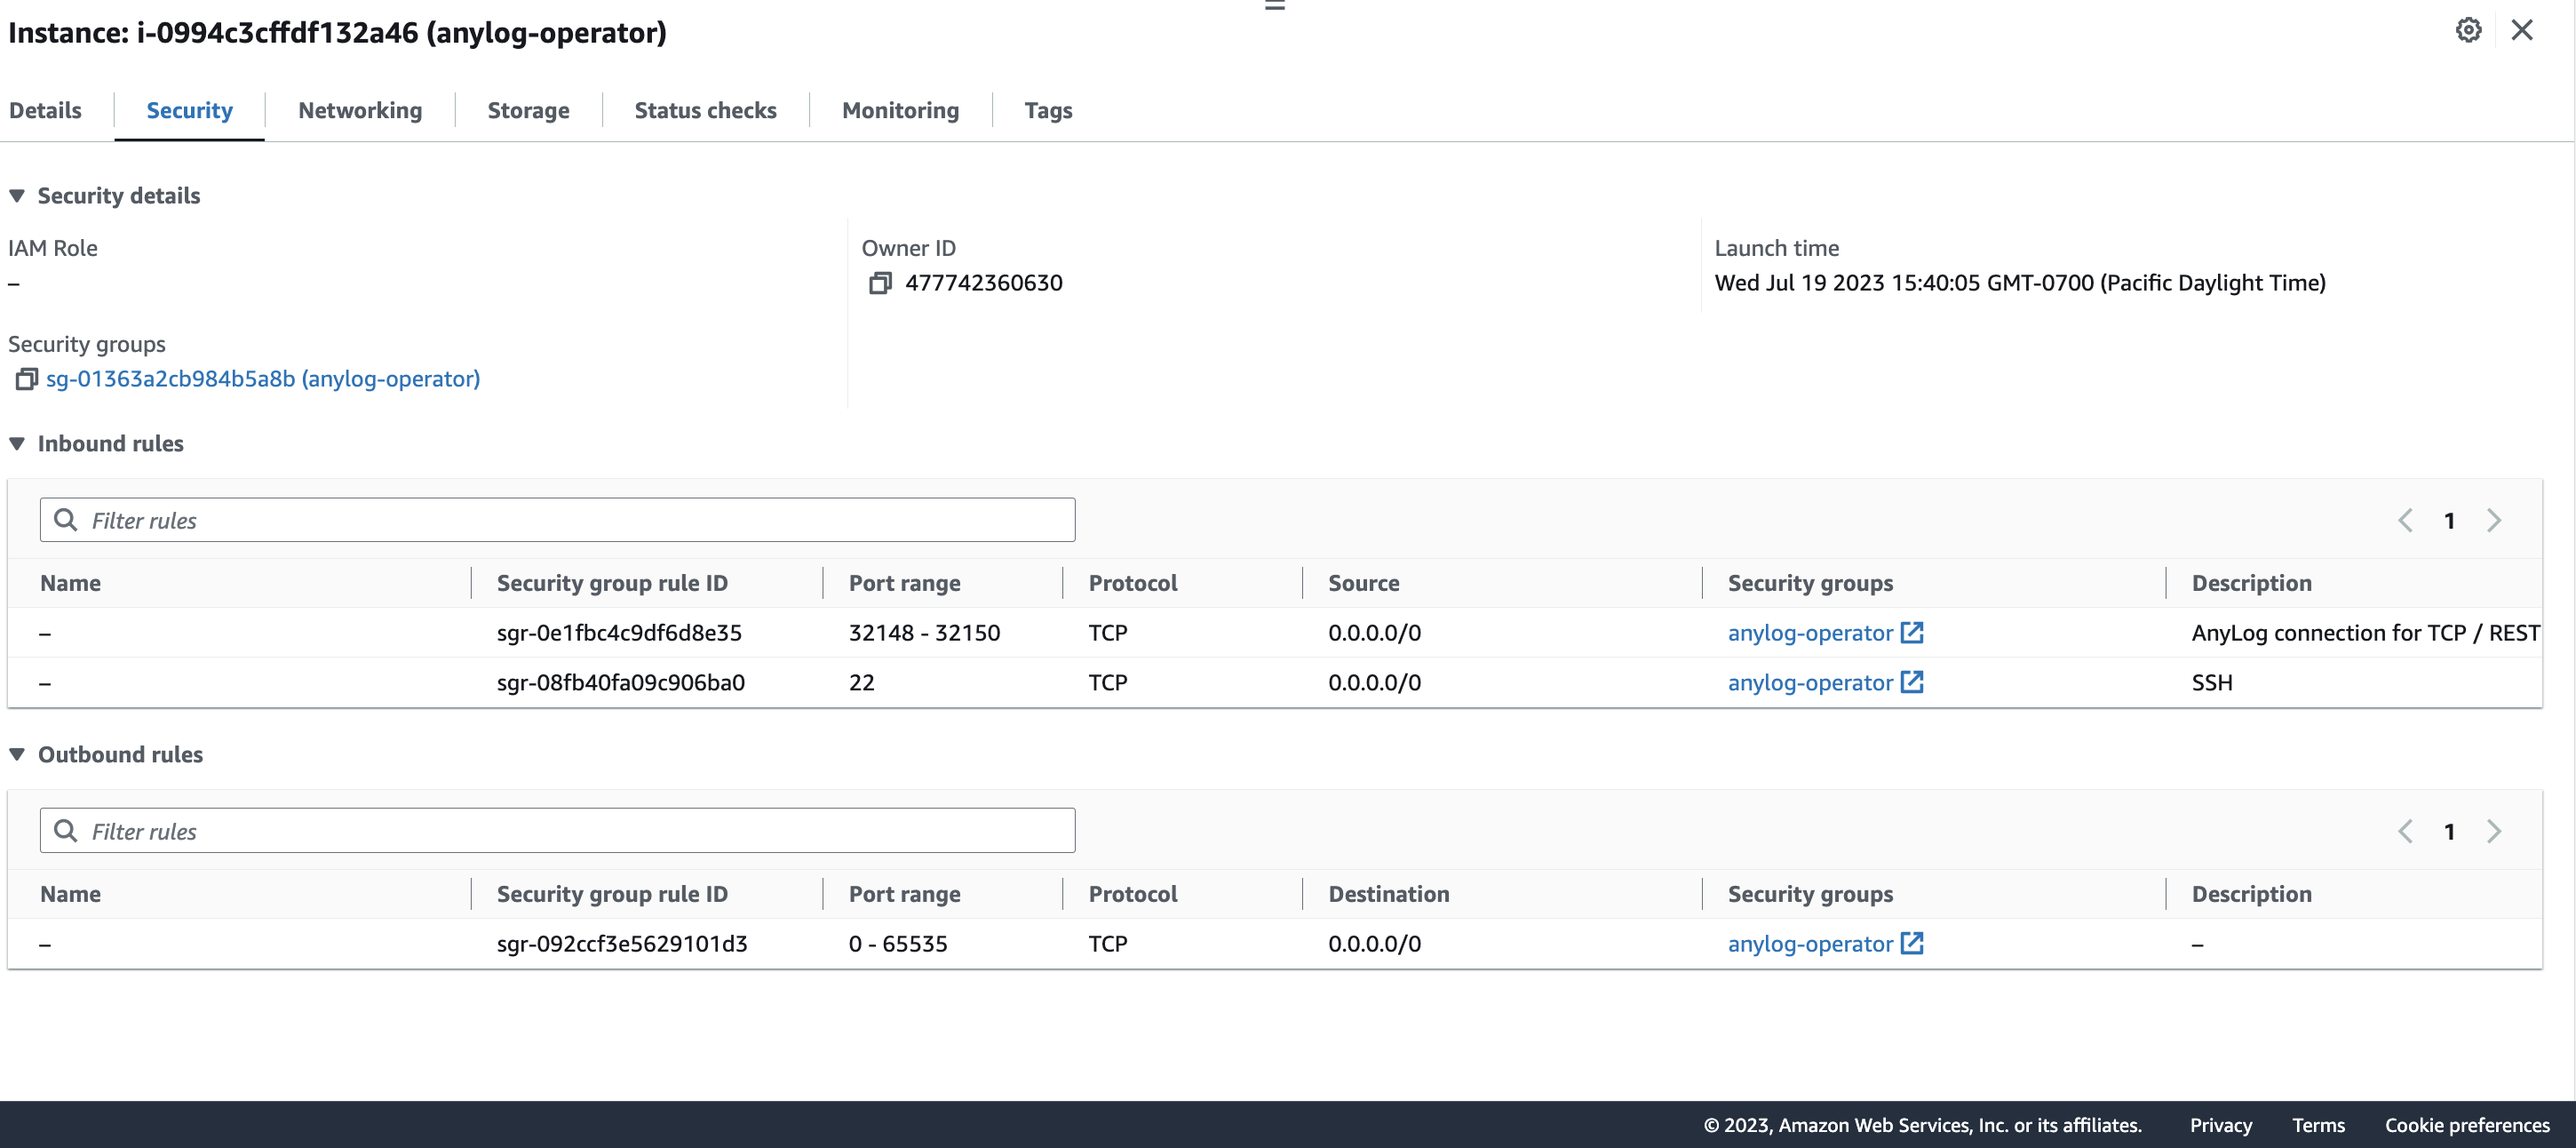 Instance: i-0994c3cffdf132a46 (anylog-operator)
Details Security Networking Storage Status checks Monitoring Tags
Security details
IAM Role Owner ID Launch time
– 477742360630 Wed Jul 19 2023 15:40:05 GMT-0700 (Pacific Daylight Time)
Security groups
sg-01363a2cb984b5a8b (anylog-operator)
Inbound rules
Filter rules 1
Name Security group rule ID Port range Protocol Source Security groups Description
– sgr-0e1fbc4c9df6d8e35 32148 - 32150 TCP 0.0.0.0/0 anylog-operator AnyLog connection for TCP / REST
– sgr-08fb40fa09c906ba0 22 TCP 0.0.0.0/0 anylog-operator SSH
Outbound rules
Filter rules 1
Name Security group rule ID Port range Protocol Destination Security groups Description
– sgr-092ccf3e5629101d3 0 - 65535 TCP 0.0.0.0/0 anylog-operator –
© 2023, Amazon Web Services, Inc. or its affiliates. Privacy Terms Cookie preferences